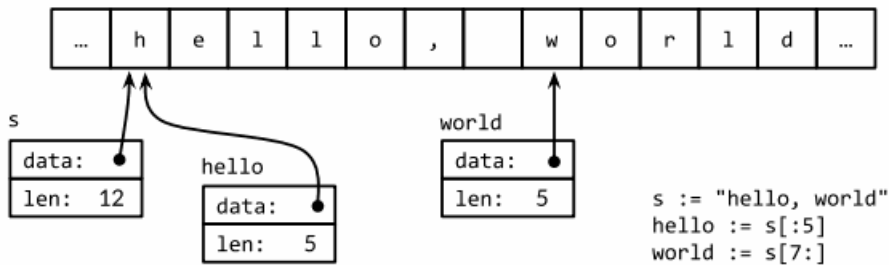 … h e l l o , w o r l d …
s
world
data:
data:
hello
len: 12
data:
len: 5
len: 5
s := "hello, world"
hello := s[:5]
world := s[7:]